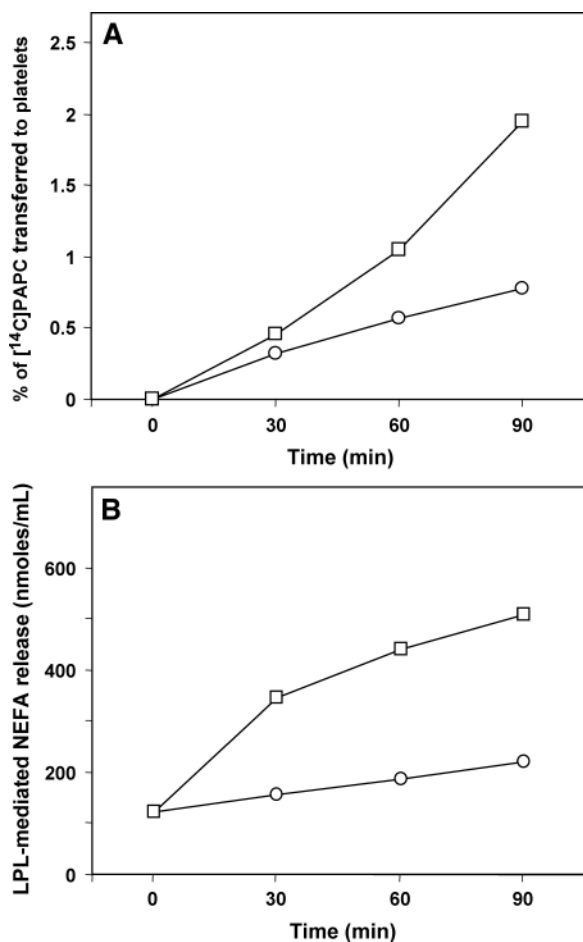 A
% of [¹⁴C]PAPC transferred to platelets
2.5
2
1.5
1
0.5
0
0 30 60 90
Time (min)
B
LPL-mediated NEFA release (nmoles/mL)
600
400
200
0
0 30 60 90
Time (min)